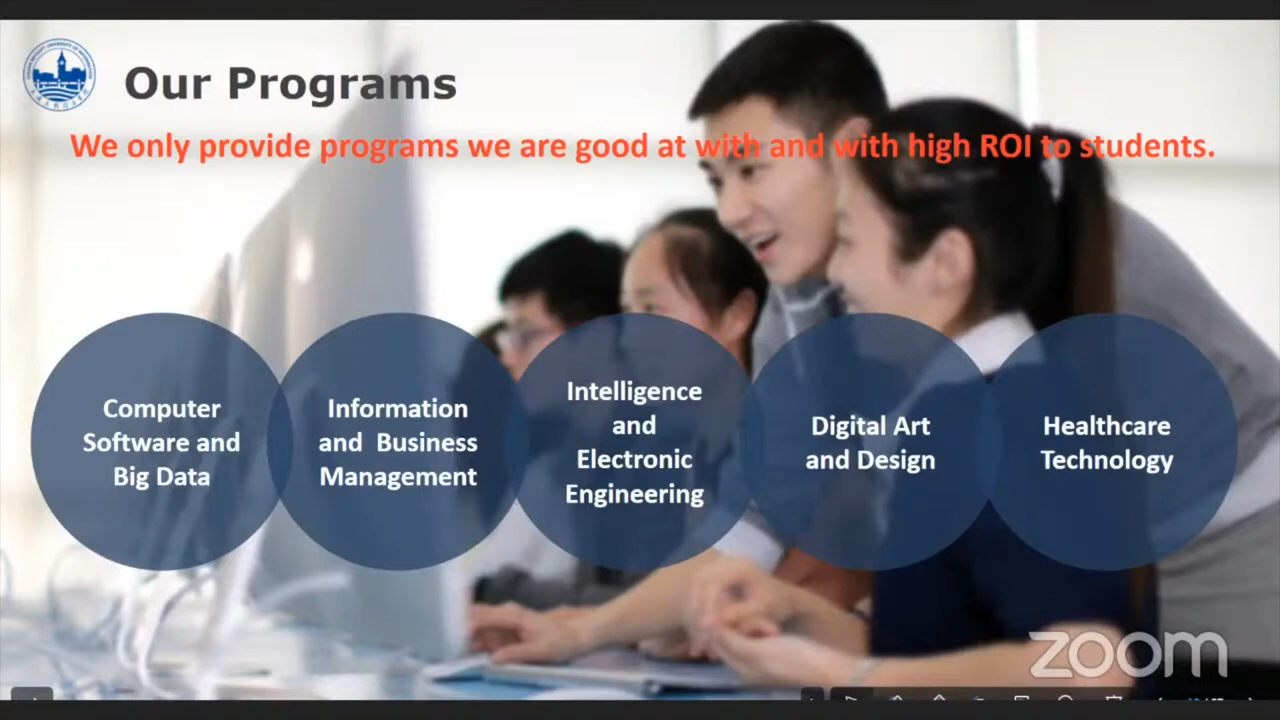 Our Programs
We only provide programs we are good at with and with high ROI to students.
Computer
Software and
Big Data
Information
and Business
Management
Intelligence
and
Electronic
Engineering
Digital Art
and Design
Healthcare
Technology
zoom